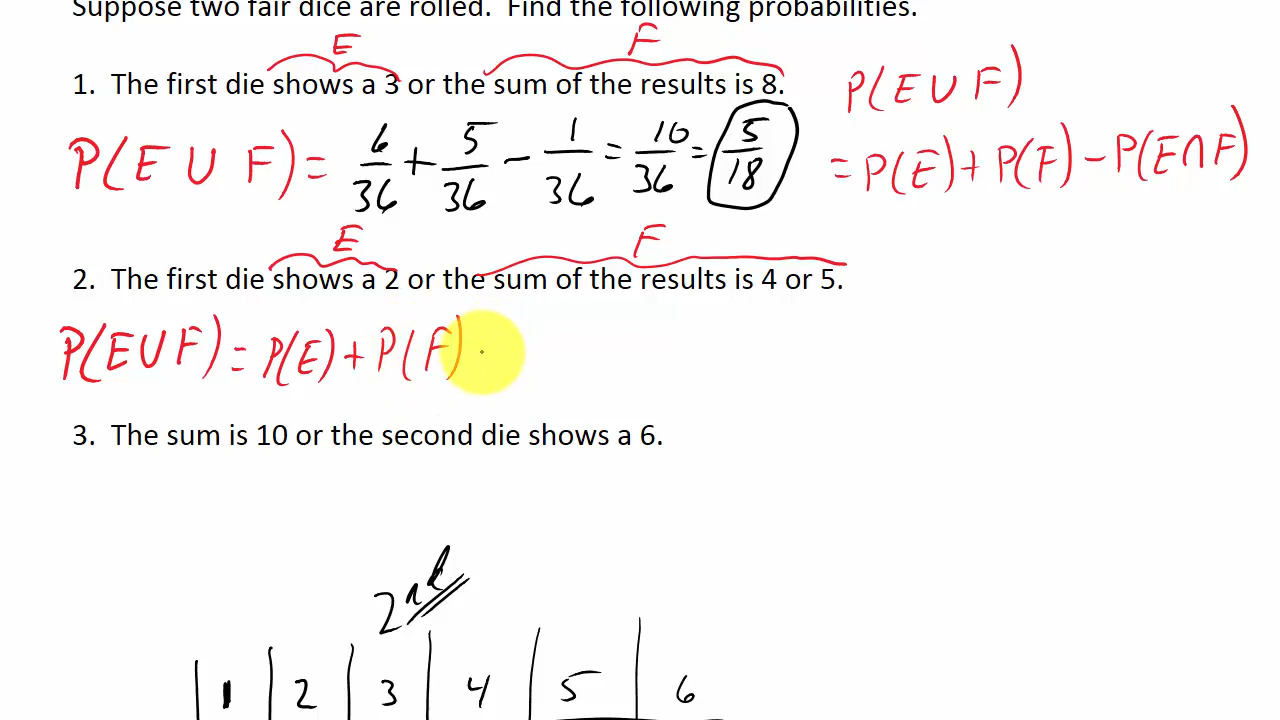 Suppose two fair dice are rolled. Find the following probabilities.
E F
1. The first die shows a 3 or the sum of the results is 8.
P(E ∪ F)
P(E ∪ F) = 6/36 + 5/36 − 1/36 = 10/36 = 5/18
= P(E) + P(F) − P(E ∩ F)
E F
2. The first die shows a 2 or the sum of the results is 4 or 5.
P(E ∪ F) = P(E) + P(F)
3. The sum is 10 or the second die shows a 6.
2nd
1 2 3 4 5 6